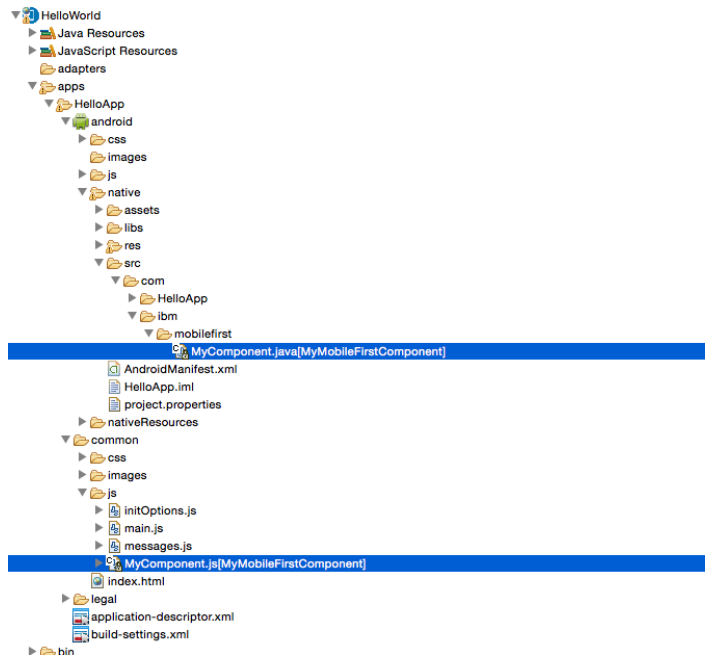 HelloWorld
Java Resources
JavaScript Resources
adapters
apps
HelloApp
android
css
images
js
native
assets
libs
res
src
com
HelloApp
ibm
mobilefirst
MyComponent.java[MyMobileFirstComponent]
AndroidManifest.xml
HelloApp.iml
project.properties
nativeResources
common
css
images
js
initOptions.js
main.js
messages.js
MyComponent.js[MyMobileFirstComponent]
index.html
legal
application-descriptor.xml
build-settings.xml
bin